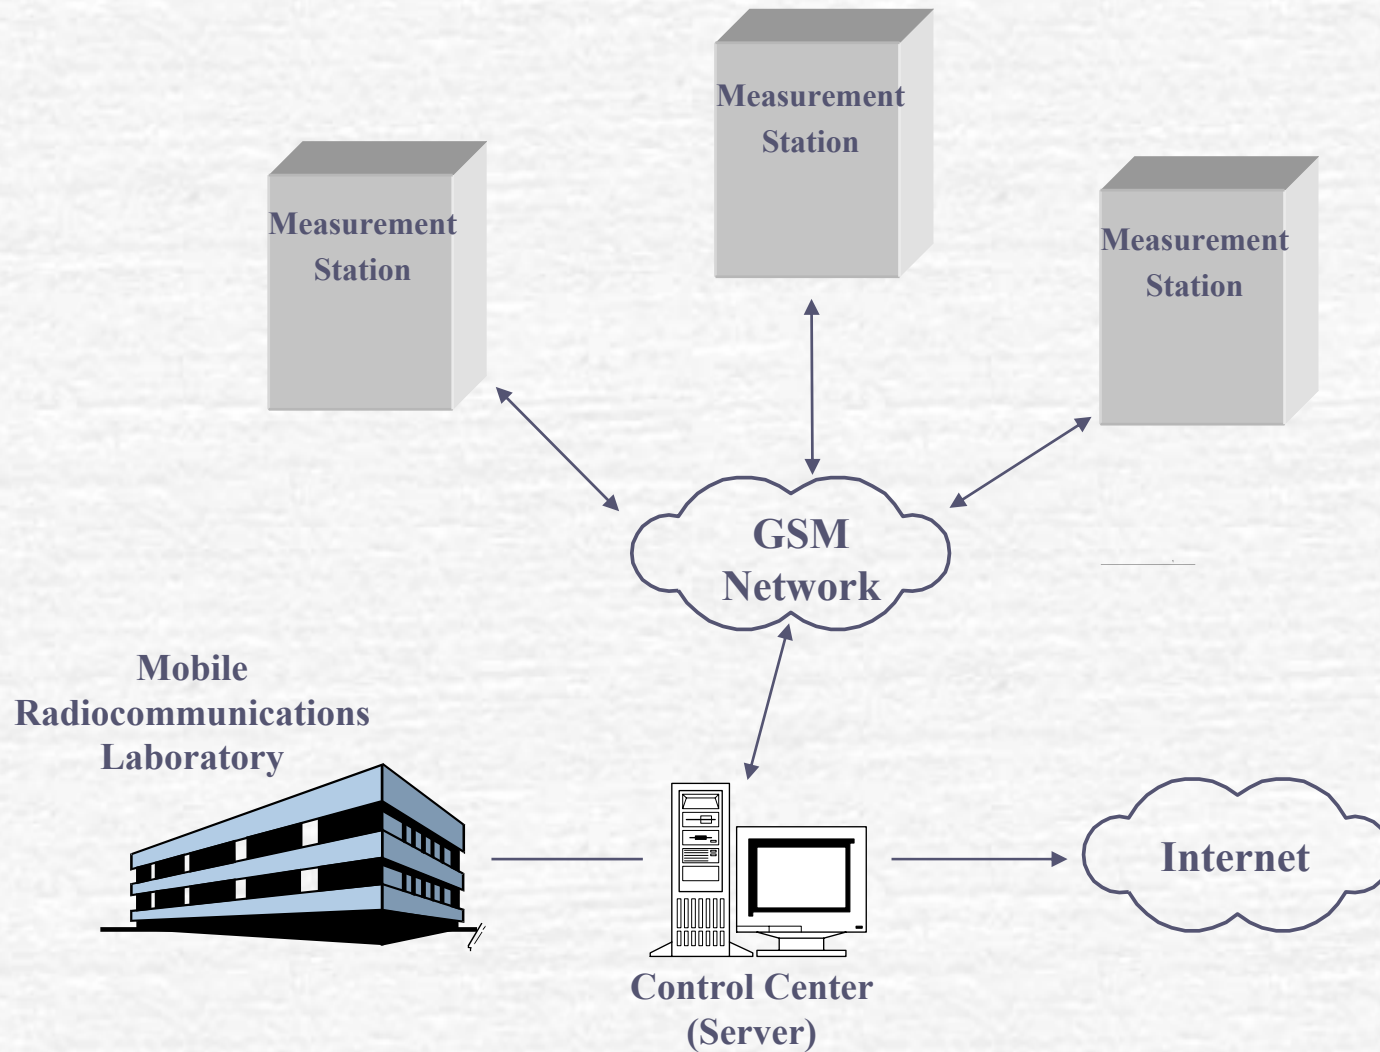 Measurement
Station
Measurement
Station
Measurement
Station
GSM
Network
Mobile
Radiocommunications
Laboratory
Internet
Control Center
(Server)